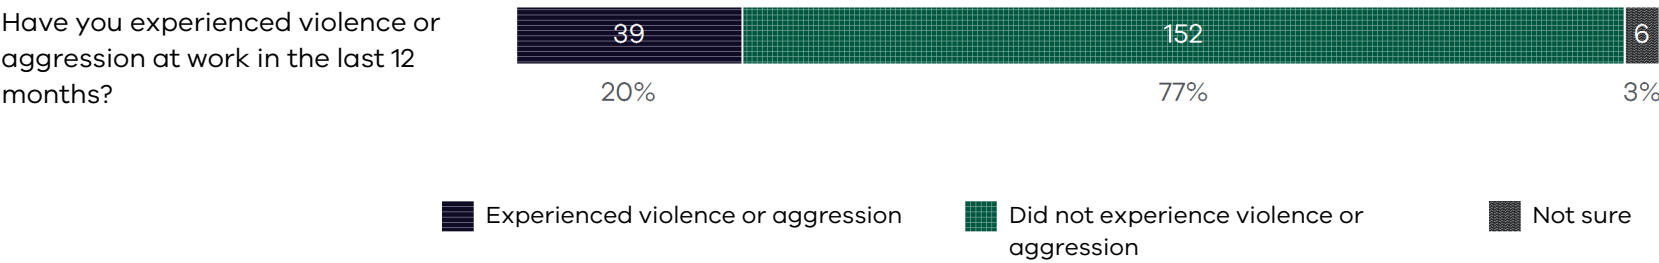 Have you experienced violence or
aggression at work in the last 12
months?
39
152
6
20%
77%
3%
Experienced violence or aggression
Did not experience violence or
aggression
Not sure